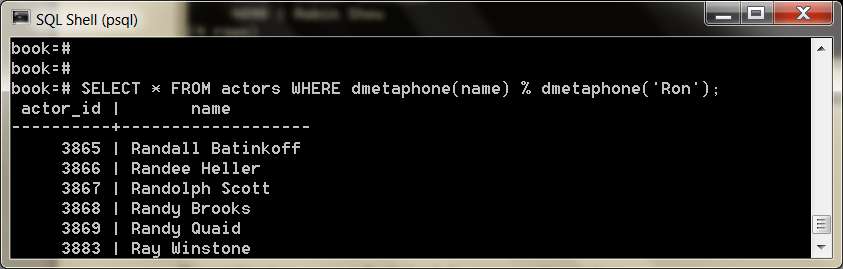 SQL Shell (psql)
book=#
book=#
book=# SELECT * FROM actors WHERE dmetaphone(name) % dmetaphone('Ron');
actor_id | name
----------+-------------------
3865 | Randall Batinkoff
3866 | Randee Heller
3867 | Randolph Scott
3868 | Randy Brooks
3869 | Randy Quaid
3883 | Ray Winstone